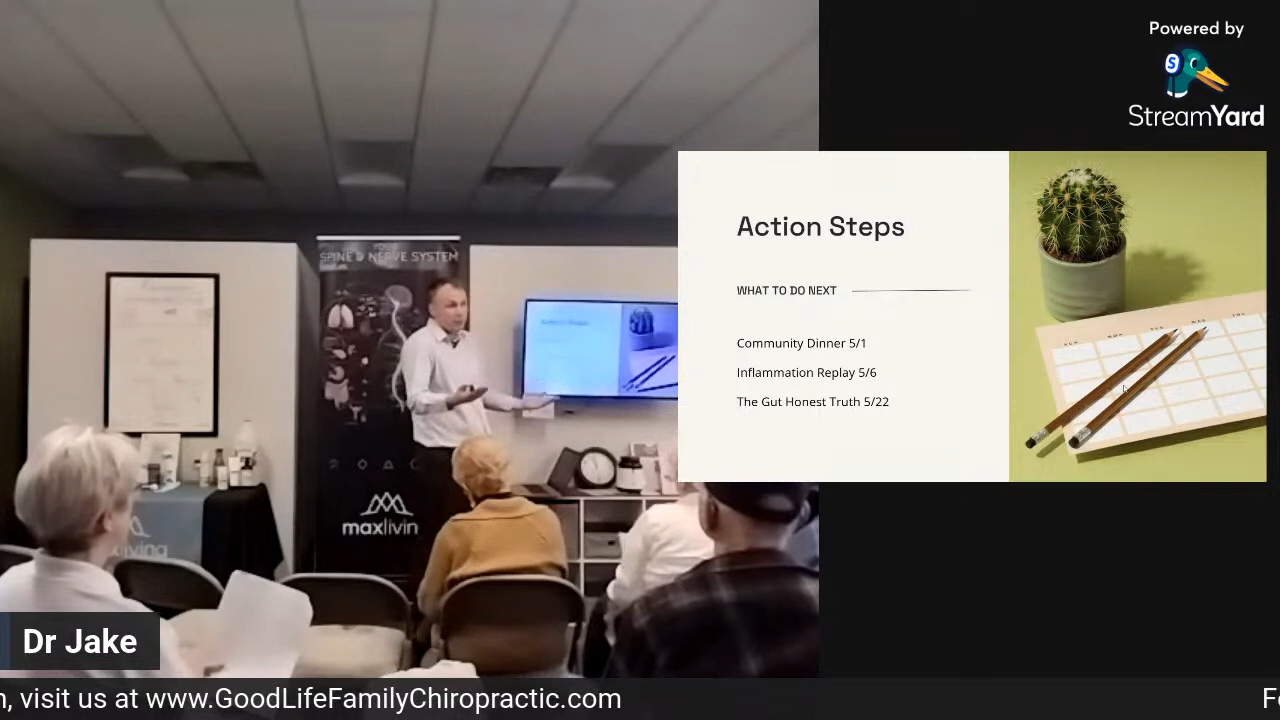 Powered by
StreamYard
Action Steps
WHAT TO DO NEXT
Community Dinner 5/1
Inflammation Replay 5/6
The Gut Honest Truth 5/22
SPINE & NERVE SYSTEM
maxlivin
living
Dr Jake
n, visit us at www.GoodLifeFamilyChiropractic.com